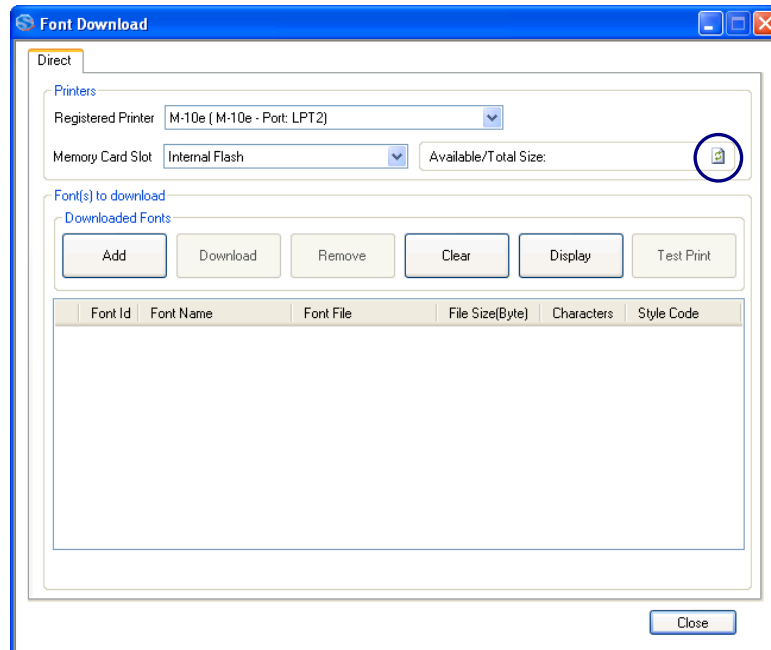 Font Download
Direct
Printers
Registered Printer M-10e ( M-10e - Port: LPT2)
Memory Card Slot Internal Flash Available/Total Size:
Font(s) to download
Downloaded Fonts
Add Download Remove Clear Display Test Print
Font Id Font Name Font File File Size(Byte) Characters Style Code
Close